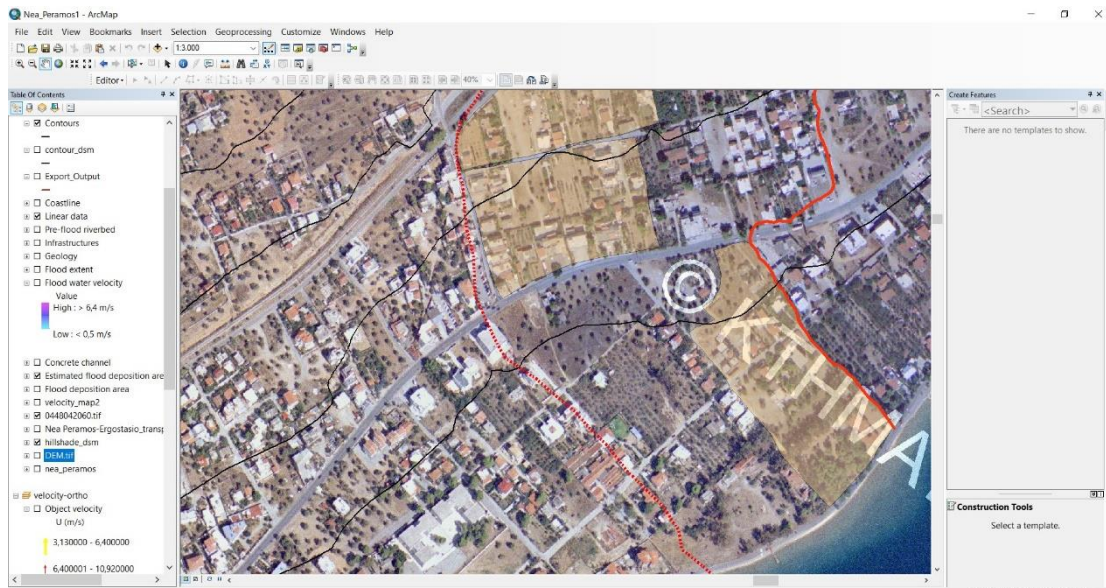 Nea_Peramos1 - ArcMap
File Edit View Bookmarks Insert Selection Geoprocessing Customize Windows Help
1:3.000
Editor
40%
Table Of Contents
Contours
contour_dsm
Export_Output
Coastline
Linear data
Pre-flood riverbed
Infrastructures
Geology
Flood extent
Flood water velocity
Value
High : > 6,4 m/s
Low : < 0,5 m/s
Concrete channel
Estimated flood deposition are
Flood deposition area
velocity_map2
0448042060.tif
Nea Peramos-Ergostasio_transp
hillshade_dsm
DEM.tif
nea_peramos
velocity-ortho
Object velocity
U (m/s)
3,130000 - 6,400000
6,400001 - 10,920000
© KTHMA
Create Features
<Search>
There are no templates to show.
Construction Tools
Select a template.